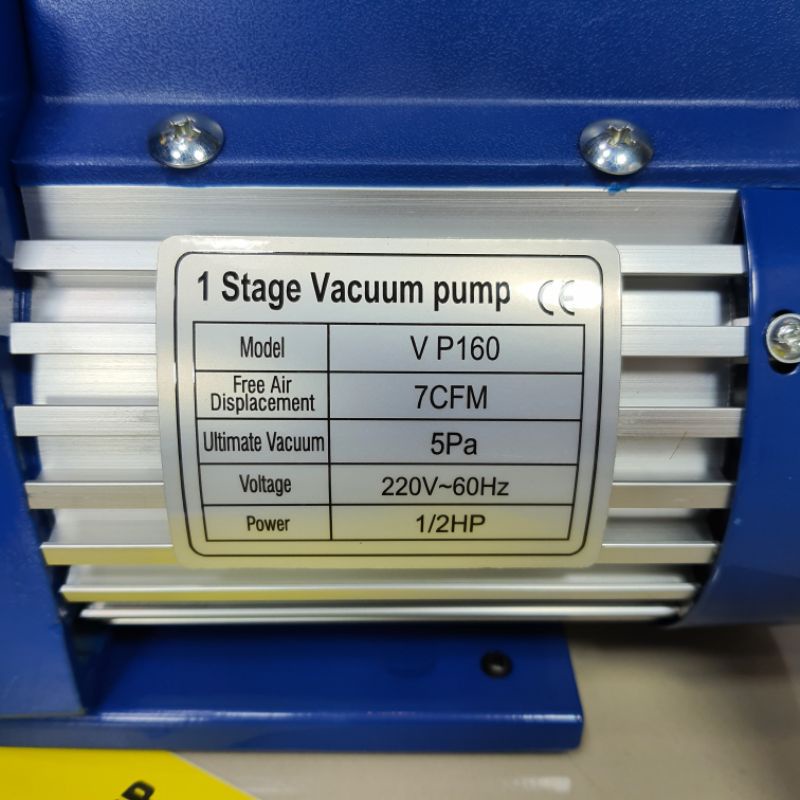 1 Stage Vacuum pump CE
Model V P160
Free Air
Displacement 7CFM
Ultimate Vacuum 5Pa
Voltage 220V~60Hz
Power 1/2HP